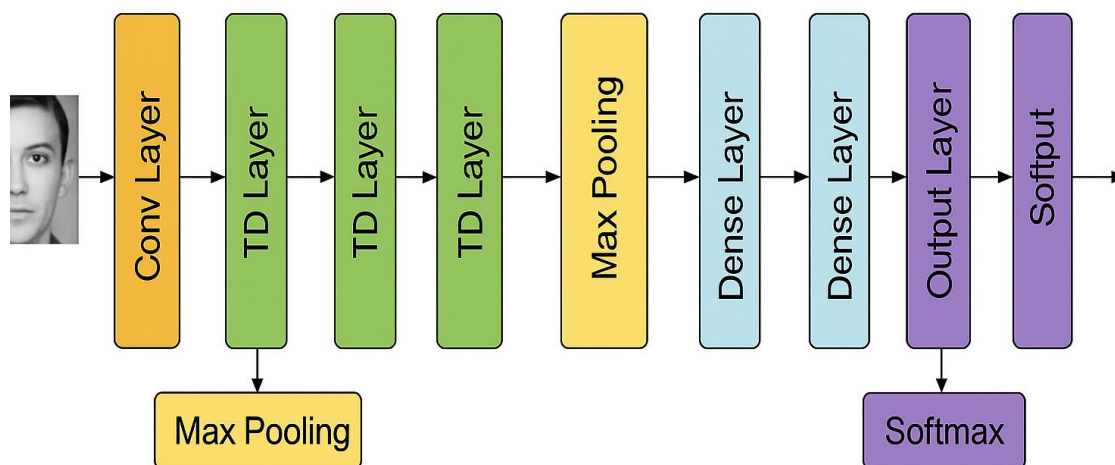 Conv Layer
TD Layer
TD Layer
TD Layer
Max Pooling
Dense Layer
Dense Layer
Output Layer
Softput
Max Pooling
Softmax